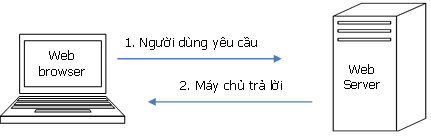 Web
browser
1. Người dùng yêu cầu
2. Máy chủ trả lời
Web
Server